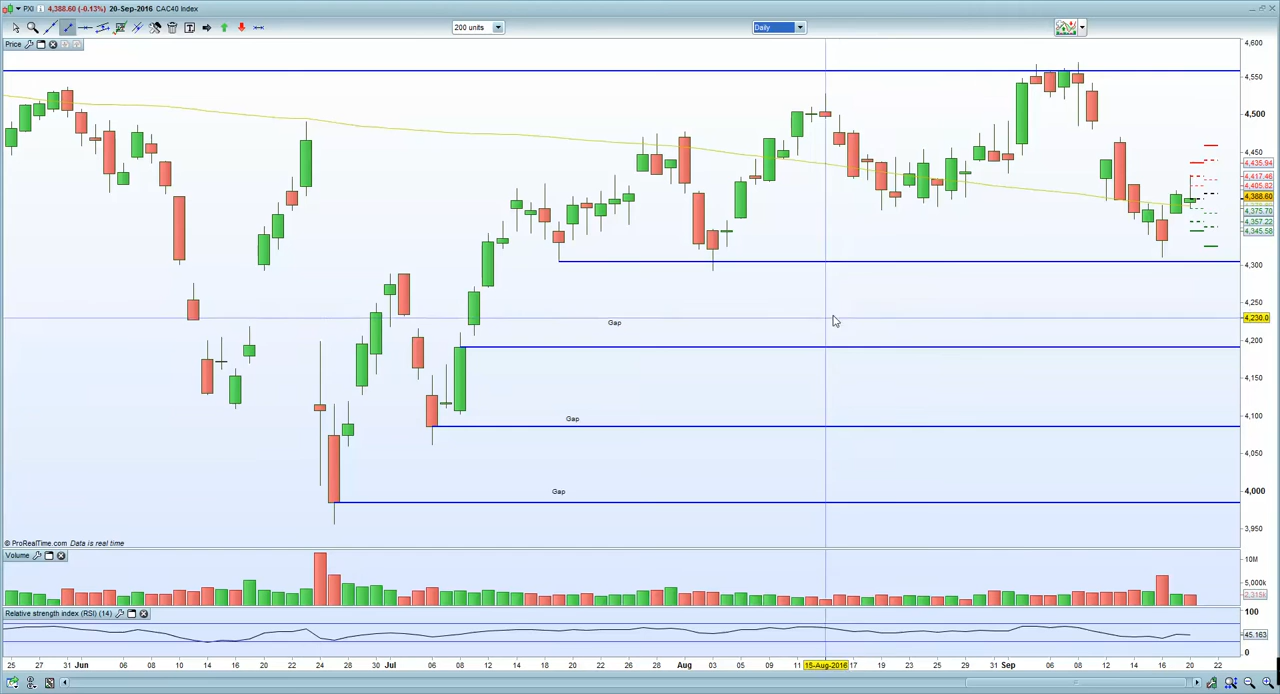 PXI 4,388.60 (-0.13%) 20-Sep-2016 CAC40 Index
200 units
Daily
Price
4,600
4,550
4,500
4,450
4,435.94
4,417.46
4,405.82
4,388.60
4,375.70
4,357.22
4,345.58
4,300
4,250
4,230.0
4,200
4,150
4,100
4,050
4,000
3,950
Gap
Gap
Gap
© ProRealTime.com Data is real time
Volume
10M
5,000k
2,315k
Relative strength index (RSI) (14)
100
45.163
0
25 27 31 Jun 06 08 10 14 16 20 22 24 28 30 Jul 06 08 12 14 18 20 22 26 28 Aug 03 05 09 11 15-Aug-2016 17 19 23 25 29 31 Sep 06 08 12 14 16 20 22